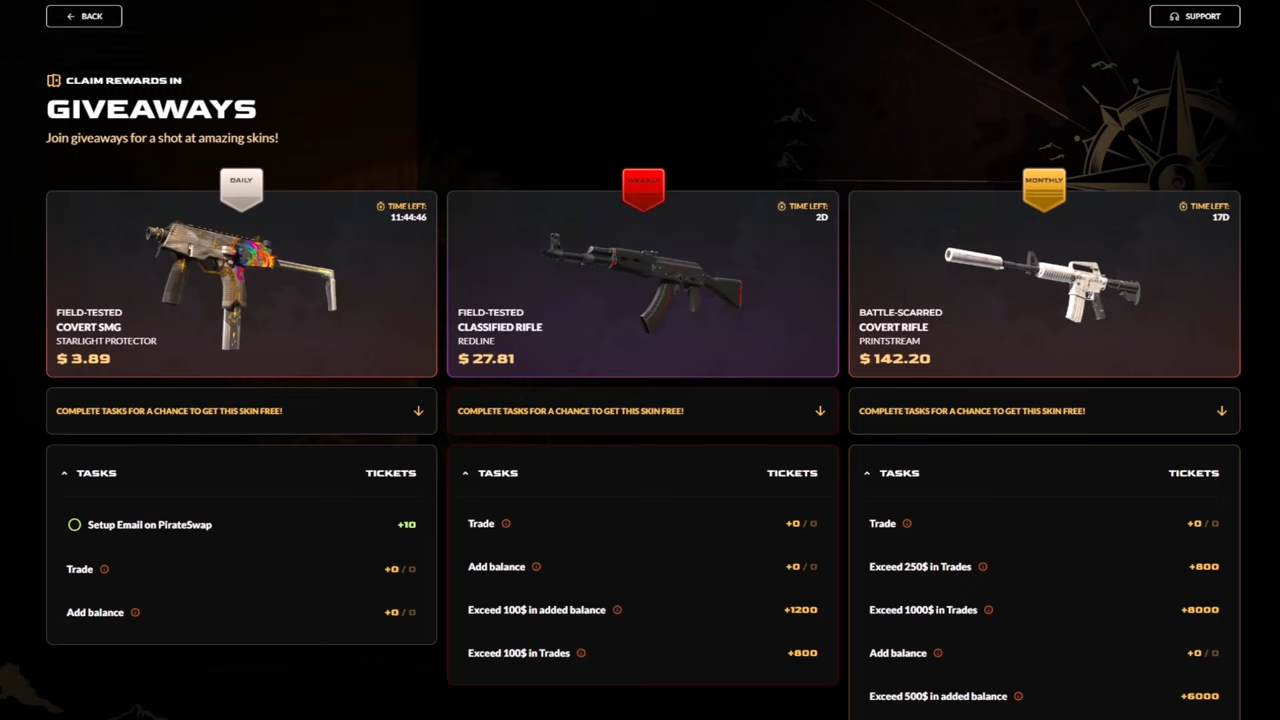 BACK
SUPPORT
CLAIM REWARDS IN
GIVEAWAYS
Join giveaways for a shot at amazing skins!
DAILY
TIME LEFT:
11:44:46
FIELD-TESTED
COVERT SMG
STARLIGHT PROTECTOR
$ 3.89
COMPLETE TASKS FOR A CHANCE TO GET THIS SKIN FREE!
TASKS TICKETS
Setup Email on PirateSwap +10
Trade +0 / 0
Add balance +0 / 0
WEEKLY
TIME LEFT:
2D
FIELD-TESTED
CLASSIFIED RIFLE
REDLINE
$ 27.81
COMPLETE TASKS FOR A CHANCE TO GET THIS SKIN FREE!
TASKS TICKETS
Trade +0 / 0
Add balance +0 / 0
Exceed 100$ in added balance +1200
Exceed 100$ in Trades +800
MONTHLY
TIME LEFT:
17D
BATTLE-SCARRED
COVERT RIFLE
PRINTSTREAM
$ 142.20
COMPLETE TASKS FOR A CHANCE TO GET THIS SKIN FREE!
TASKS TICKETS
Trade +0 / 0
Exceed 250$ in Trades +800
Exceed 1000$ in Trades +8000
Add balance +0 / 0
Exceed 500$ in added balance +6000